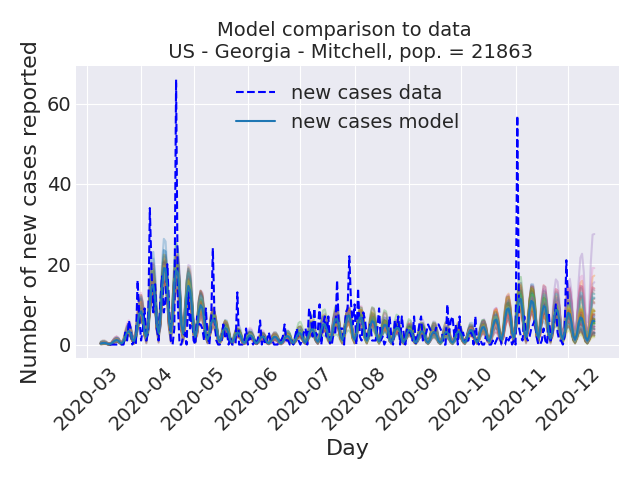 Model comparison to data
US - Georgia - Mitchell, pop. = 21863
new cases data
new cases model
Number of new cases reported
60
40
20
0
2020-03
2020-04
2020-05
2020-06
2020-07
2020-08
2020-09
2020-10
2020-11
2020-12
Day